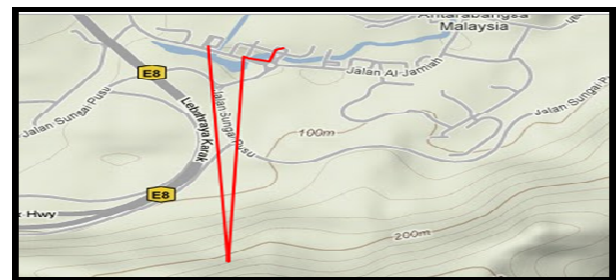 Antarabangsa
Malaysia
E8
Jalan Al-Jamiah
Jalan Sungai Pusu
Jalan Sungai Pusu
Lebuhraya Karak
Jalan Sungai Pusu
100m
E8
Hwy
200m